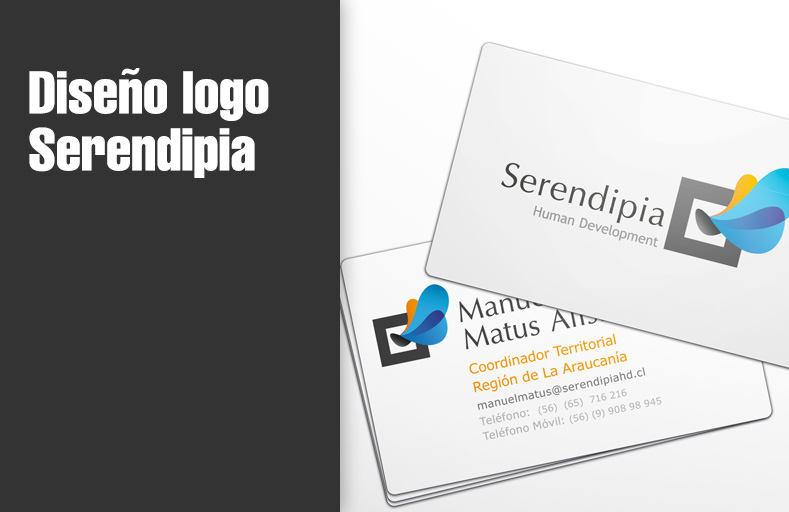 Diseño logo
Serendipia
Serendipia
Human Development
Matus
Coordinador Territorial
Región de La Araucanía
manuelmatus@serendipiahd.cl
Teléfono: (56) (65) 716 216
Teléfono Móvil: (56) (9) 908 98 945